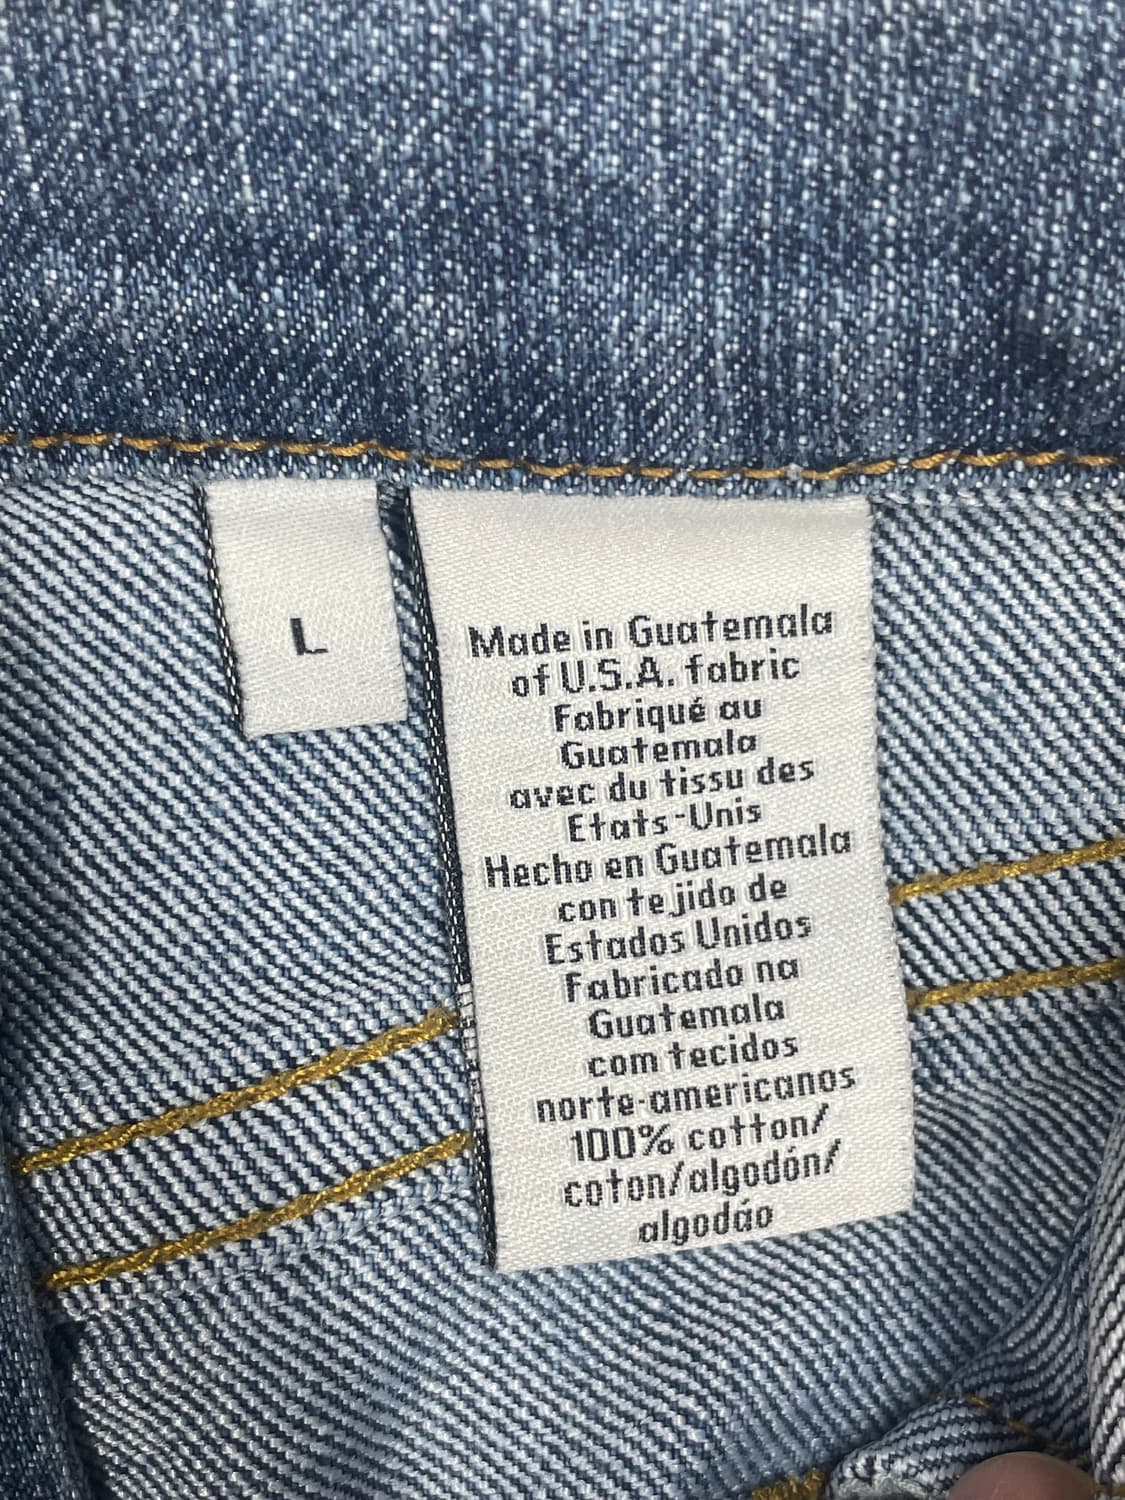 L
Made in Guatemala
of U.S.A. fabric
Fabriqué au
Guatemala
avec du tissu des
Etats-Unis
Hecho en Guatemala
con tejido de
Estados Unidos
Fabricado na
Guatemala
com tecidos
norte-americanos
100% cotton/
coton/algodón/
algodáo